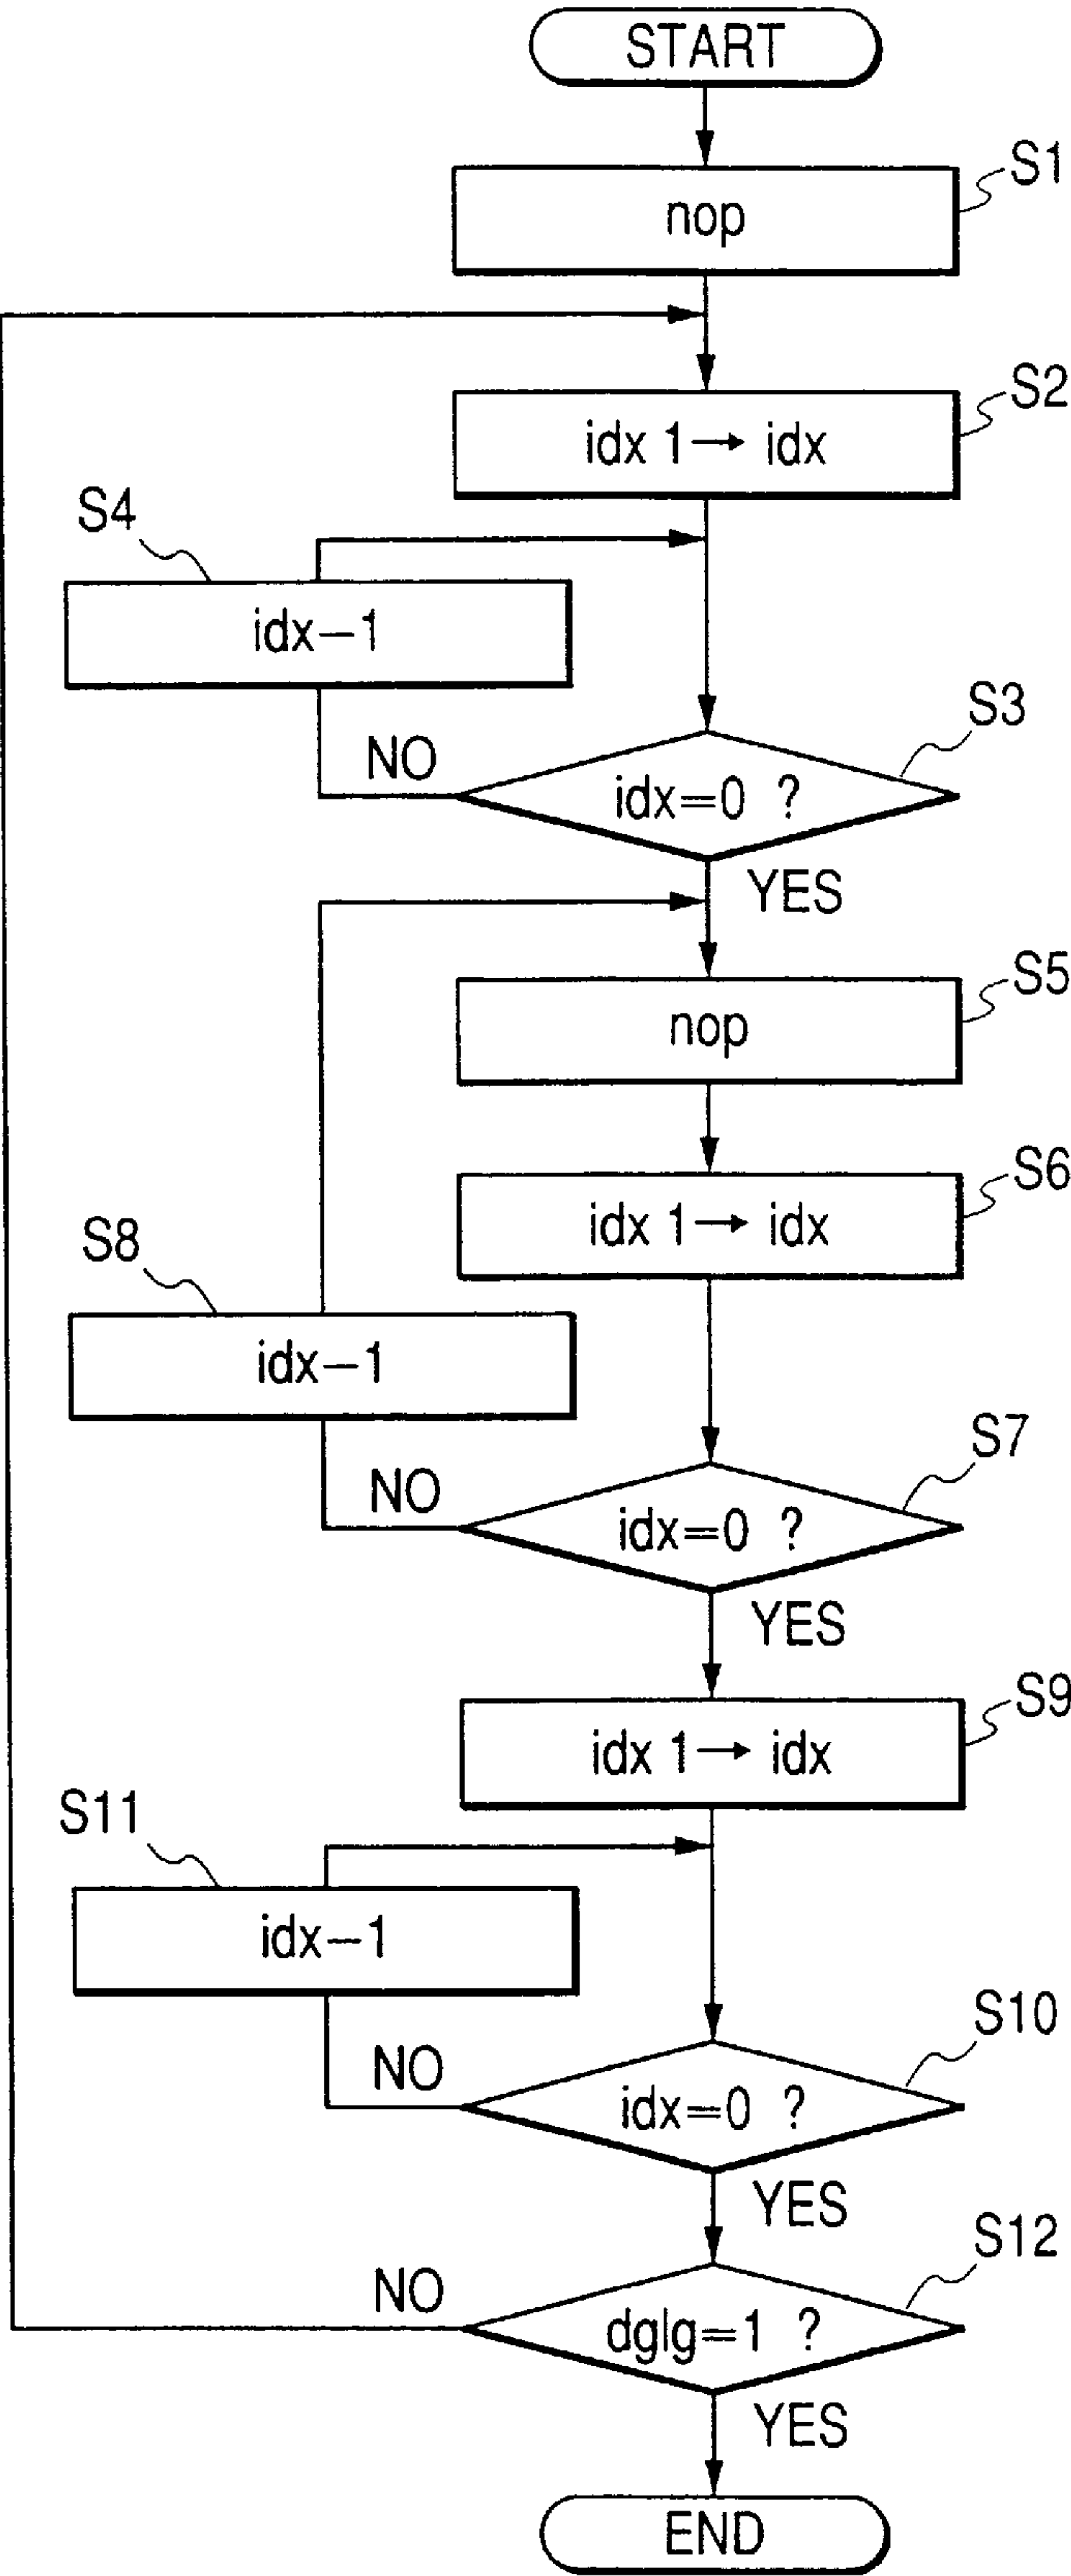 START
S1
nop
S2
idx 1→ idx
S4
idx−1
S3
NO
idx=0 ?
YES
S5
nop
S6
idx 1→ idx
S8
idx−1
S7
NO
idx=0 ?
YES
S9
idx 1→ idx
S11
idx−1
S10
NO
idx=0 ?
YES
S12
NO
dglg=1 ?
YES
END